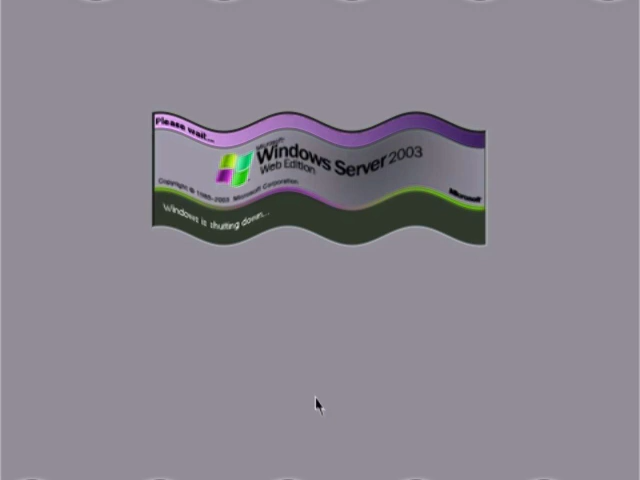 Please wait...
Microsoft
Windows Server 2003
Web Edition
Copyright © 1985-2003 Microsoft Corporation
Microsoft
Windows is shutting down...